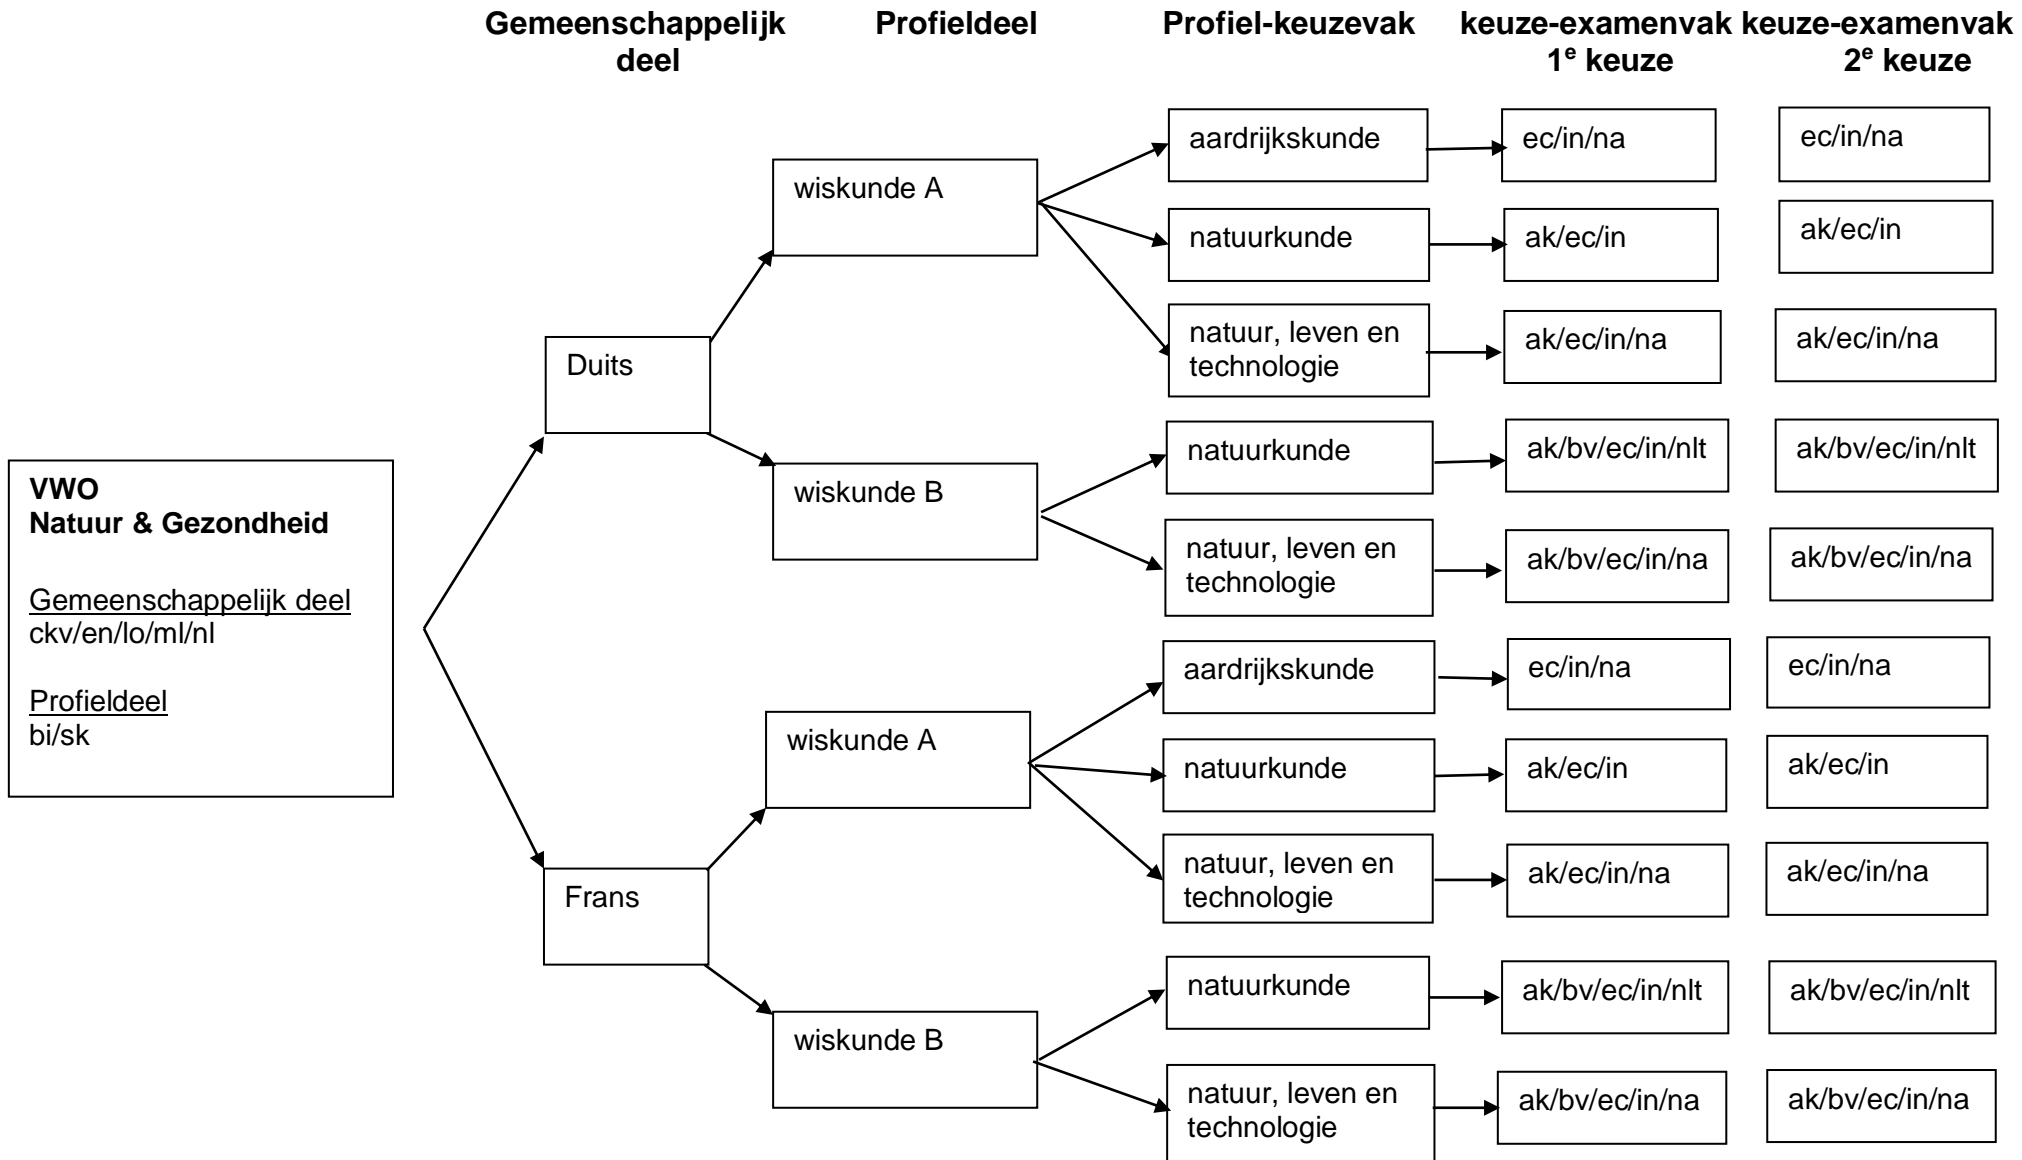 Gemeenschappelijk deel
Profieldeel
Profiel-keuzevak
keuze-examenvak 1e keuze
keuze-examenvak 2e keuze
VWO
Natuur & Gezondheid
Gemeenschappelijk deel
ckv/en/lo/ml/nl
Profieldeel
bi/sk
Duits
wiskunde A
aardrijkskunde
ec/in/na
ec/in/na
natuurkunde
ak/ec/in
ak/ec/in
natuur, leven en
technologie
ak/ec/in/na
ak/ec/in/na
wiskunde B
natuurkunde
ak/bv/ec/in/nlt
ak/bv/ec/in/nlt
natuur, leven en
technologie
ak/bv/ec/in/na
ak/bv/ec/in/na
Frans
wiskunde A
aardrijkskunde
ec/in/na
ec/in/na
natuurkunde
ak/ec/in
ak/ec/in
natuur, leven en
technologie
ak/ec/in/na
ak/ec/in/na
wiskunde B
natuurkunde
ak/bv/ec/in/nlt
ak/bv/ec/in/nlt
natuur, leven en
technologie
ak/bv/ec/in/na
ak/bv/ec/in/na